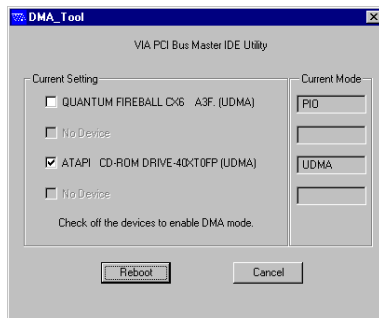 DMA_Tool
VIA PCI Bus Master IDE Utility
Current Setting
Current Mode
QUANTUM FIREBALL CX6 A3F. (UDMA)
PIO
No Device
ATAPI CD-ROM DRIVE-40XT0FP (UDMA)
UDMA
No Device
Check off the devices to enable DMA mode.
Reboot
Cancel